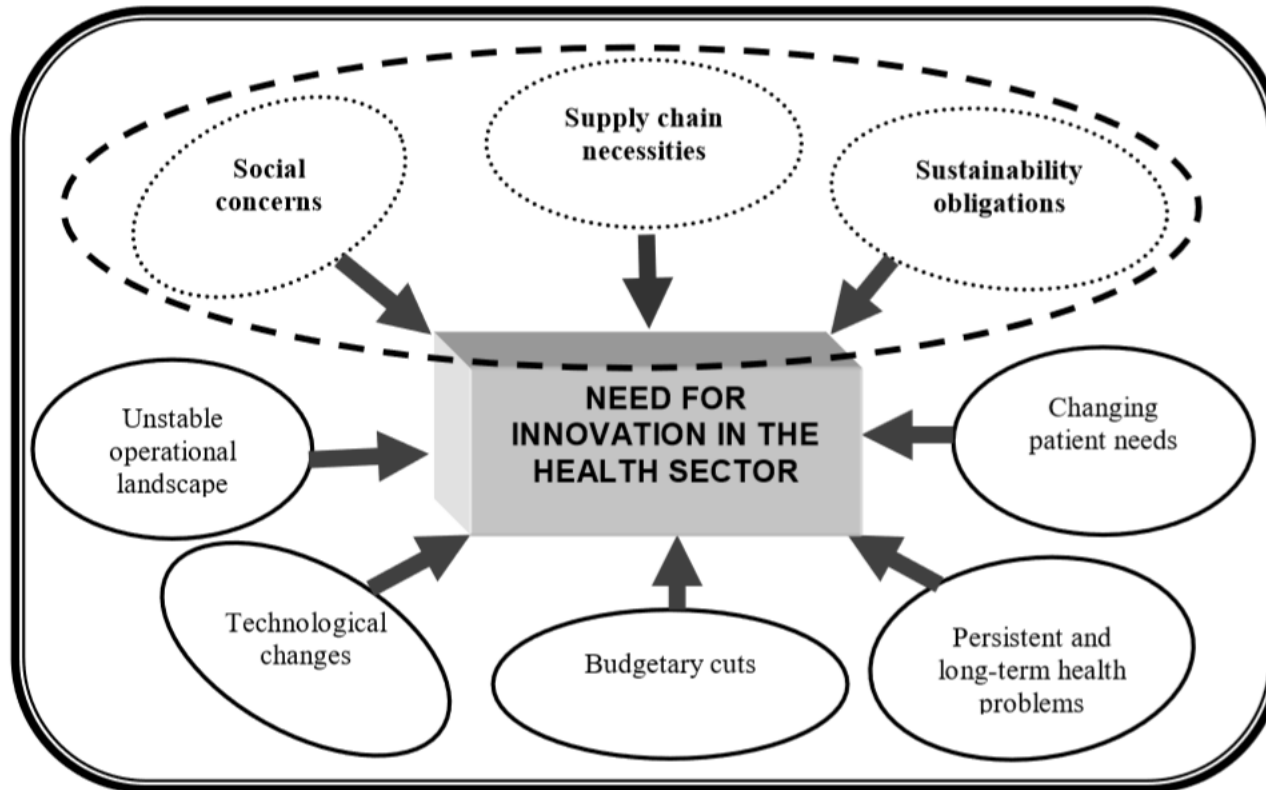 Social
concerns
Supply chain
necessities
Sustainability
obligations
NEED FOR
INNOVATION IN THE
HEALTH SECTOR
Unstable
operational
landscape
Changing
patient needs
Technological
changes
Budgetary cuts
Persistent and
long-term health
problems